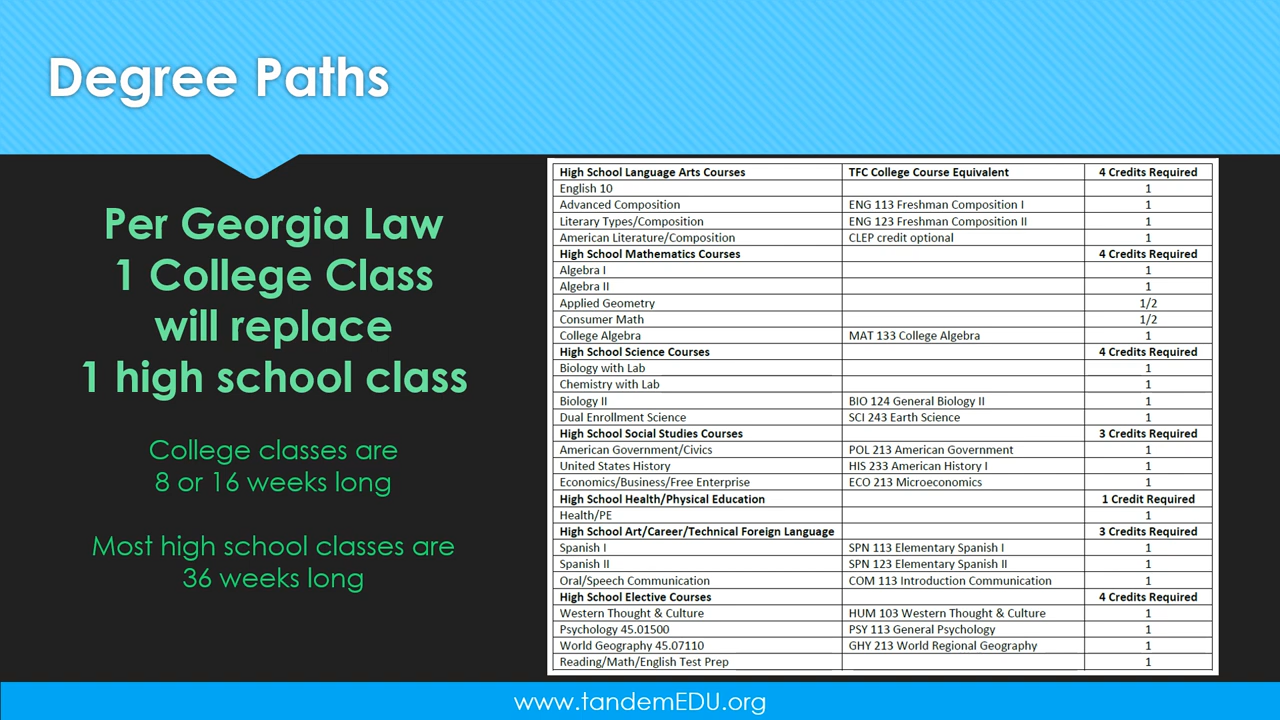 Degree Paths
Per Georgia Law
1 College Class
will replace
1 high school class
College classes are
8 or 16 weeks long
Most high school classes are
36 weeks long
High School Language Arts Courses TFC College Course Equivalent 4 Credits Required
English 10 1
Advanced Composition ENG 113 Freshman Composition I 1
Literary Types/Composition ENG 123 Freshman Composition II 1
American Literature/Composition CLEP credit optional 1
High School Mathematics Courses 4 Credits Required
Algebra I 1
Algebra II 1
Applied Geometry 1/2
Consumer Math 1/2
College Algebra MAT 133 College Algebra 1
High School Science Courses 4 Credits Required
Biology with Lab 1
Chemistry with Lab 1
Biology II BIO 124 General Biology II 1
Dual Enrollment Science SCI 243 Earth Science 1
High School Social Studies Courses 3 Credits Required
American Government/Civics POL 213 American Government 1
United States History HIS 233 American History I 1
Economics/Business/Free Enterprise ECO 213 Microeconomics 1
High School Health/Physical Education 1 Credit Required
Health/PE 1
High School Art/Career/Technical Foreign Language 3 Credits Required
Spanish I SPN 113 Elementary Spanish I 1
Spanish II SPN 123 Elementary Spanish II 1
Oral/Speech Communication COM 113 Introduction Communication 1
High School Elective Courses 4 Credits Required
Western Thought & Culture HUM 103 Western Thought & Culture 1
Psychology 45.01500 PSY 113 General Psychology 1
World Geography 45.07110 GHY 213 World Regional Geography 1
Reading/Math/English Test Prep 1
www.tandemEDU.org